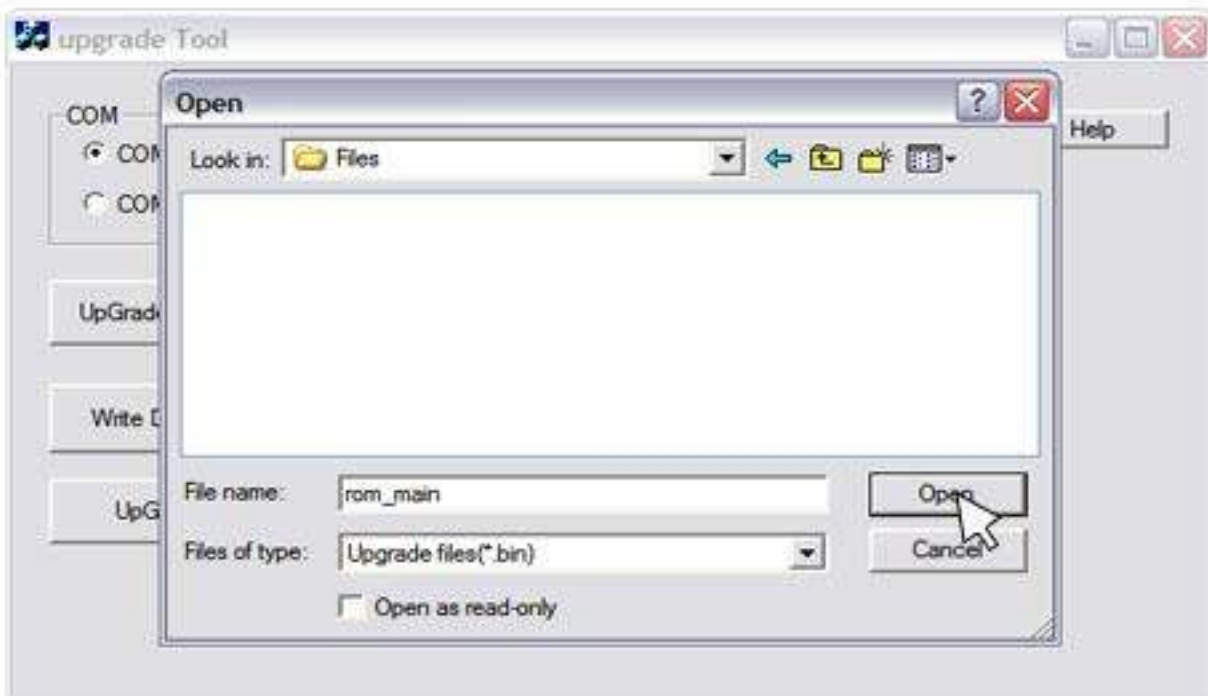 upgrade Tool
Open
COM
Help
COM
Look in: Files
COM
UpGrade
Write D
File name: rom_main
Open
UpG
Files of type: Upgrade files(*.bin)
Cancel
Open as read-only